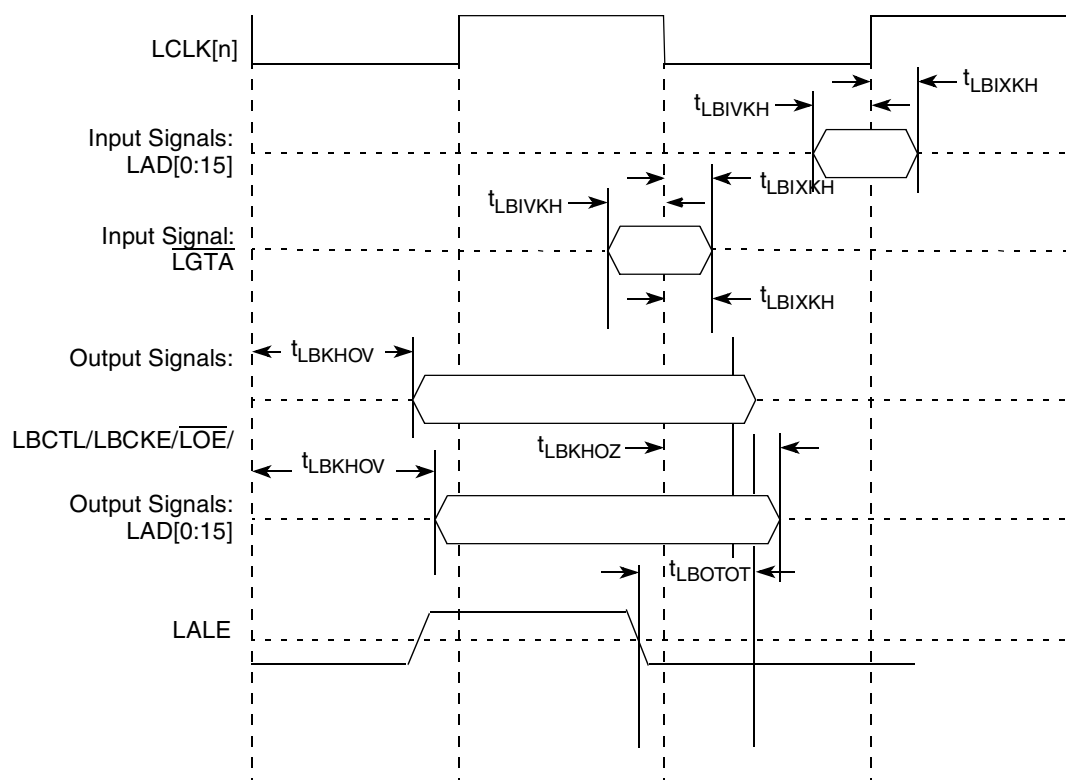 LCLK[n]
tLBIXKH
tLBIVKH
Input Signals:
LAD[0:15]
tLBIXKH
tLBIVKH
Input Signal:
LGTA
tLBIXKH
Output Signals:
tLBKHOV
LBCTL/LBCKE/LOE/
tLBKHOZ
tLBKHOV
Output Signals:
LAD[0:15]
tLBOTOT
LALE